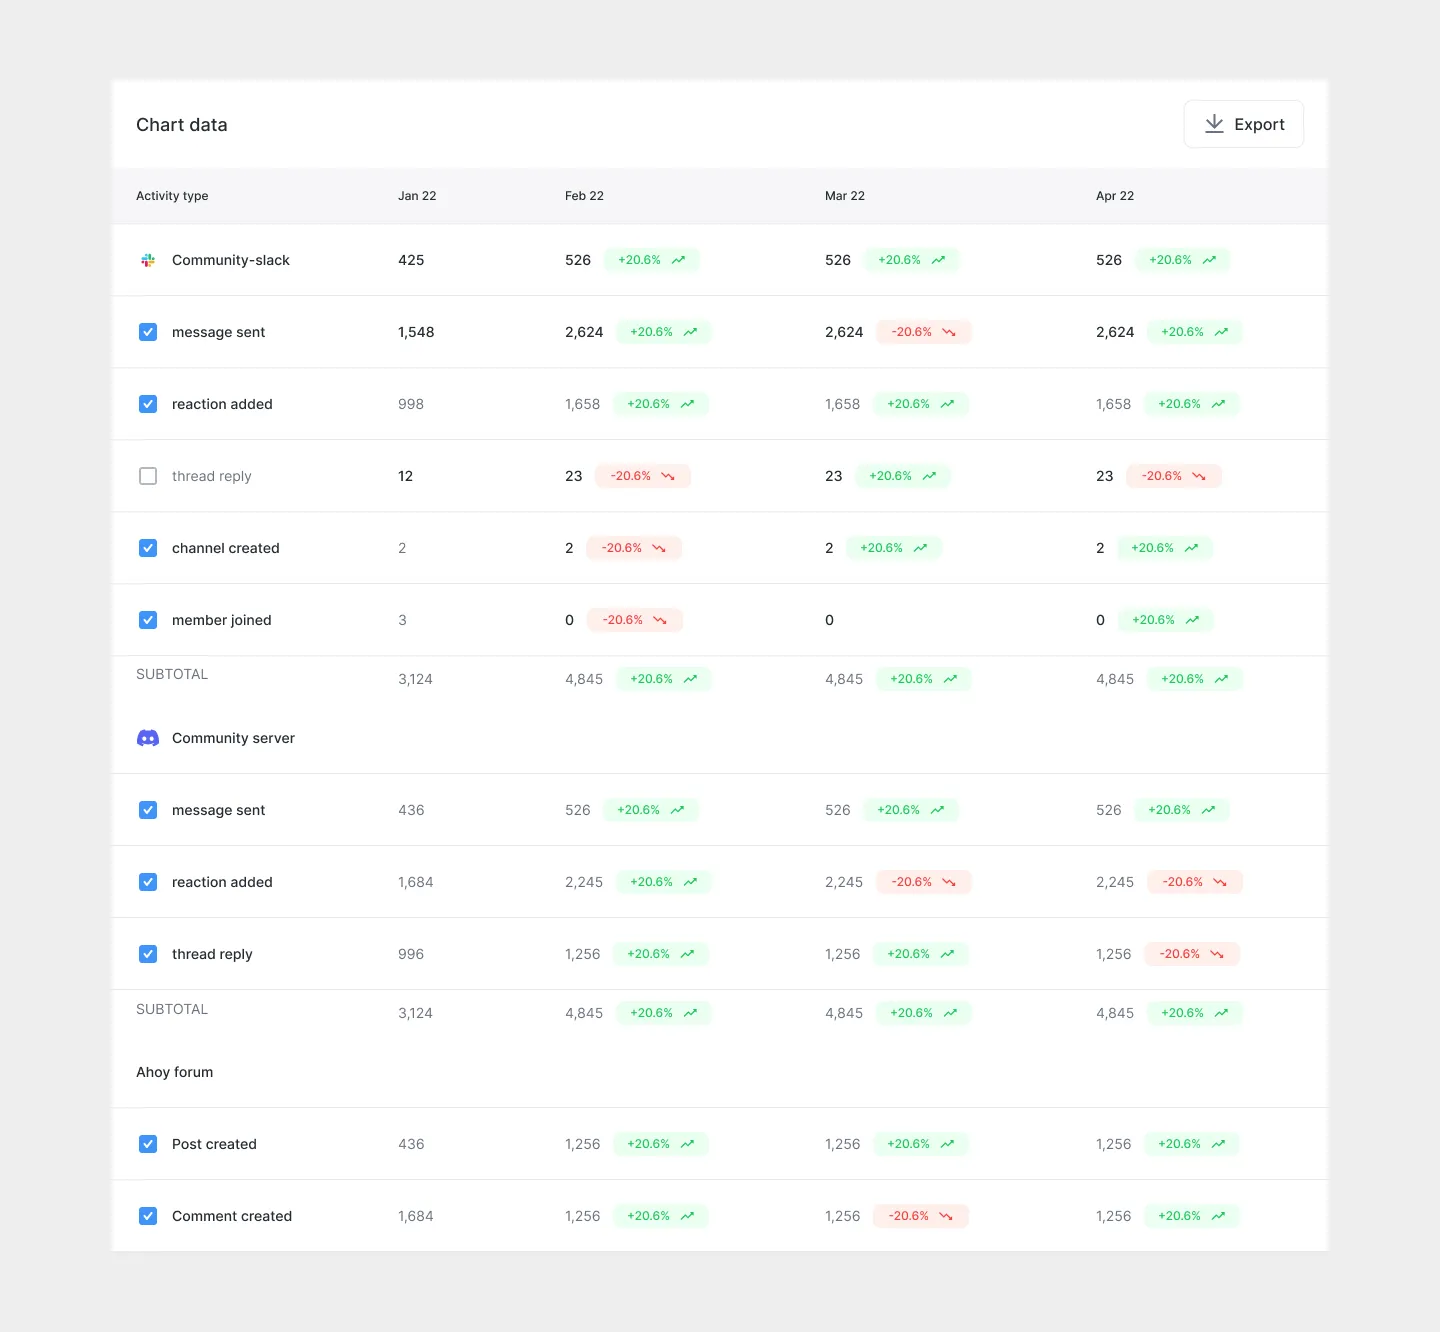 Chart data
Export
Activity type Jan 22 Feb 22 Mar 22 Apr 22
Community-slack 425 526 +20.6% 526 +20.6% 526 +20.6%
message sent 1,548 2,624 +20.6% 2,624 -20.6% 2,624 +20.6%
reaction added 998 1,658 +20.6% 1,658 +20.6% 1,658 +20.6%
thread reply 12 23 -20.6% 23 +20.6% 23 -20.6%
channel created 2 2 -20.6% 2 +20.6% 2 +20.6%
member joined 3 0 -20.6% 0 0 +20.6%
SUBTOTAL 3,124 4,845 +20.6% 4,845 +20.6% 4,845 +20.6%
Community server
message sent 436 526 +20.6% 526 +20.6% 526 +20.6%
reaction added 1,684 2,245 +20.6% 2,245 -20.6% 2,245 -20.6%
thread reply 996 1,256 +20.6% 1,256 +20.6% 1,256 -20.6%
SUBTOTAL 3,124 4,845 +20.6% 4,845 +20.6% 4,845 +20.6%
Ahoy forum
Post created 436 1,256 +20.6% 1,256 +20.6% 1,256 +20.6%
Comment created 1,684 1,256 +20.6% 1,256 -20.6% 1,256 +20.6%